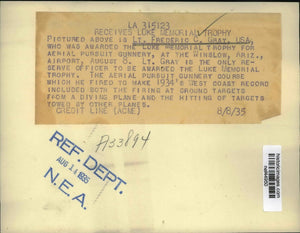 LA 315123
RECEIVES LUKE MEMORIAL TROPHY
PICTURED ABOVE IS LT. FREDERIC C. GRAY, USA,
WHO WAS AWARDED THE LUKE MEMORIAL TROPHY FOR
AERIAL PURSUIT GUNNERY, AT THE WINSLOW, ARIZ.,
AIRPORT, AUGUST 8. LT. GRAY IS THE ONLY RE-
SERVE OFFICER TO BE AWARDED THE LUKE MEMORIAL
TROPHY. THE AERIAL PURSUIT GUNNERY COURSE
WHICH HE FIRED TO MAKE 1934'S WEST COAST RECORD
INCLUDED BOTH THE FIRING AT GROUND TARGETS
FROM A DIVING PLANE AND THE HITTING OF TARGETS
TOWED BY OTHER PLANES.
CREDIT LINE (ACME) 8/8/35
A33894
REF. DEPT.
AUG 14 1935
N.E.A.